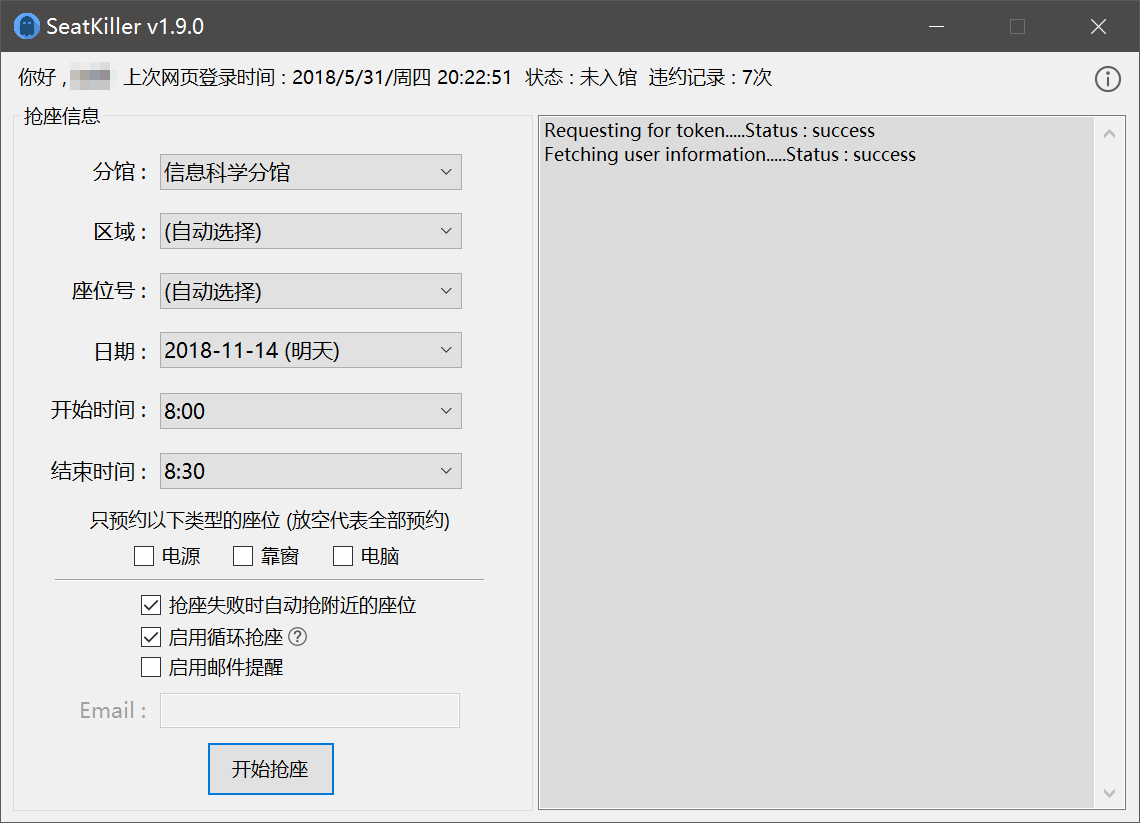 SeatKiller v1.9.0
你好 , 上次网页登录时间 : 2018/5/31/周四 20:22:51 状态 : 未入馆 违约记录 : 7次
抢座信息
分馆 : 信息科学分馆
区域 : (自动选择)
座位号 : (自动选择)
日期 : 2018-11-14 (明天)
开始时间 : 8:00
结束时间 : 8:30
只预约以下类型的座位 (放空代表全部预约)
电源 靠窗 电脑
抢座失败时自动抢附近的座位
启用循环抢座 ?
启用邮件提醒
Email :
开始抢座
Requesting for token.....Status : success
Fetching user information.....Status : success